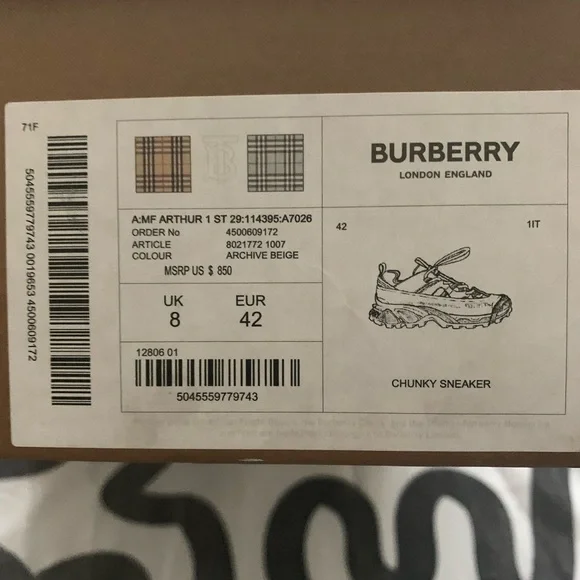 71F
5045559779743 0019653 4500609172
A:MF ARTHUR 1 ST 29:114395:A7026
ORDER No 4500609172
ARTICLE 8021772 1007
COLOUR ARCHIVE BEIGE
MSRP US $ 850
UK EUR
8 42
12806 01
5045559779743
BURBERRY
LONDON ENGLAND
42 1IT
CHUNKY SNEAKER